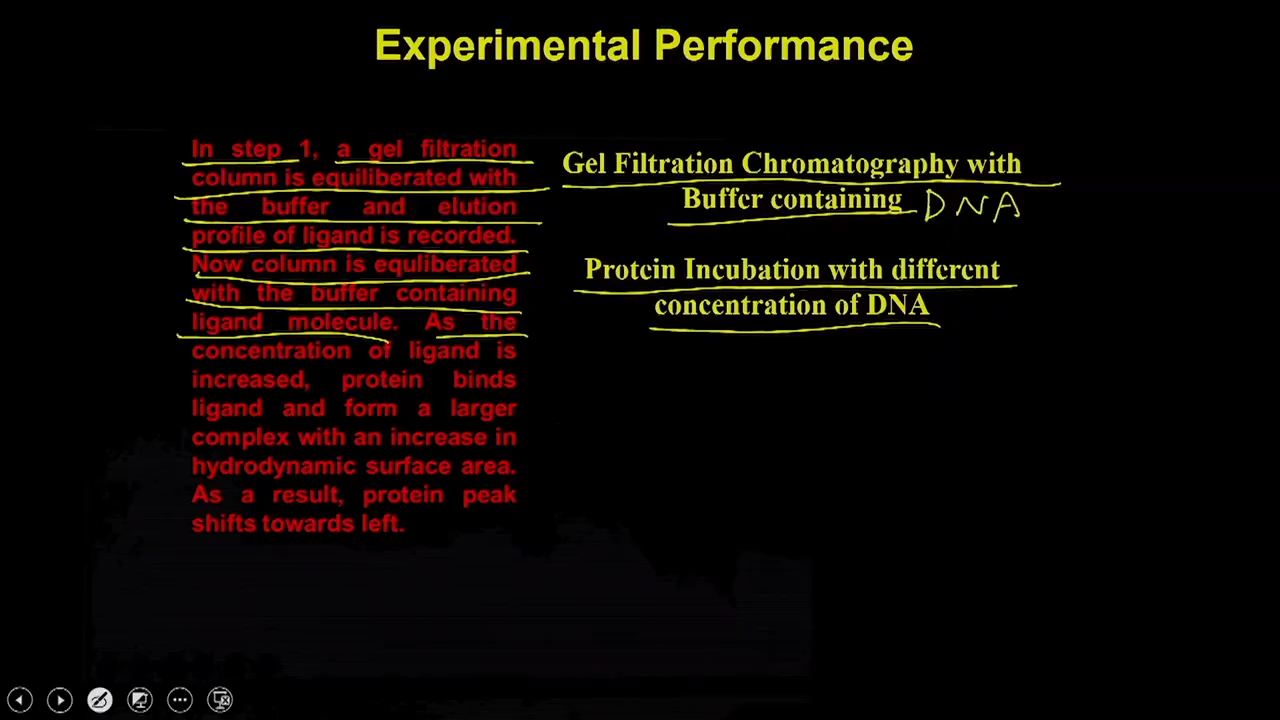 Experimental Performance
In step 1, a gel filtration
column is equiliberated with
the buffer and elution
profile of ligand is recorded.
Now column is equliberated
with the buffer containing
ligand molecule. As the
concentration of ligand is
increased, protein binds
ligand and form a larger
complex with an increase in
hydrodynamic surface area.
As a result, protein peak
shifts towards left.
Gel Filtration Chromatography with
Buffer containing DNA
Protein Incubation with different
concentration of DNA